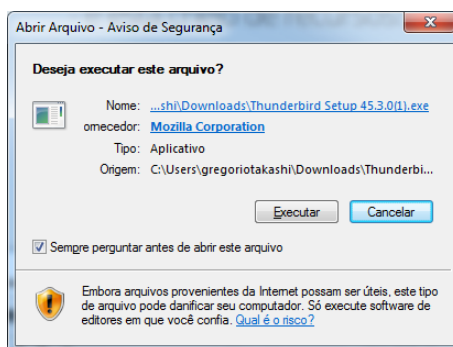 Abrir Arquivo - Aviso de Segurança
Deseja executar este arquivo?
Nome: ...shi\Downloads\Thunderbird Setup 45.3.0(1).exe
ornecedor: Mozilla Corporation
Tipo: Aplicativo
Origem: C:\Users\gregoriotakashi\Downloads\Thunderbi...
Executar Cancelar
Sempre perguntar antes de abrir este arquivo
Embora arquivos provenientes da Internet possam ser úteis, este tipo
de arquivo pode danificar seu computador. Só execute software de
editores em que você confia. Qual é o risco?